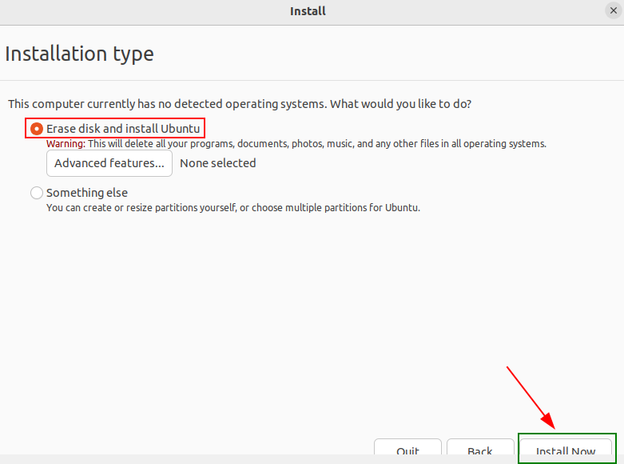 Install
Installation type
This computer currently has no detected operating systems. What would you like to do?
Erase disk and install Ubuntu
Warning: This will delete all your programs, documents, photos, music, and any other files in all operating systems.
Advanced features... None selected
Something else
You can create or resize partitions yourself, or choose multiple partitions for Ubuntu.
Quit Back Install Now